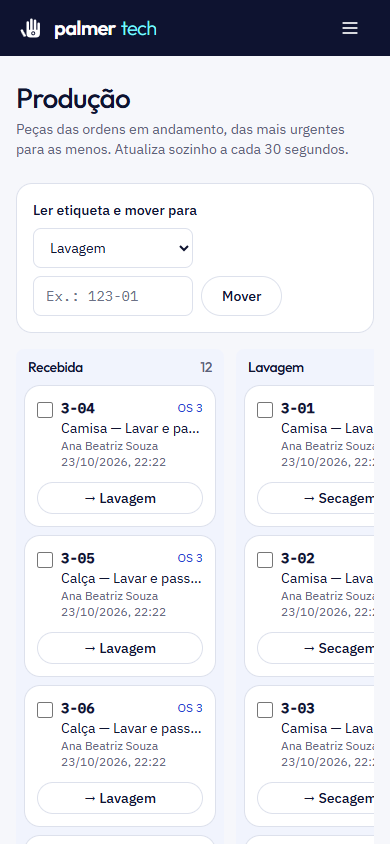 palmer tech
Produção
Peças das ordens em andamento, das mais urgentes
para as menos. Atualiza sozinho a cada 30 segundos.
Ler etiqueta e mover para
Lavagem
Ex.: 123-01
Mover
Recebida 12
3-04 OS 3
Camisa — Lavar e pa...
Ana Beatriz Souza
23/10/2026, 22:22
→ Lavagem
3-05 OS 3
Calça — Lavar e pass...
Ana Beatriz Souza
23/10/2026, 22:22
→ Lavagem
3-06 OS 3
Calça — Lavar e pass...
Ana Beatriz Souza
23/10/2026, 22:22
→ Lavagem
Lavagem
3-01
Camisa — Lava
Ana Beatriz Souza
23/10/2026, 22:2
→ Secagem
3-02
Camisa — Lava
Ana Beatriz Souza
23/10/2026, 22:2
→ Secagem
3-03
Camisa — Lava
Ana Beatriz Souza
23/10/2026, 22:2
→ Secagem